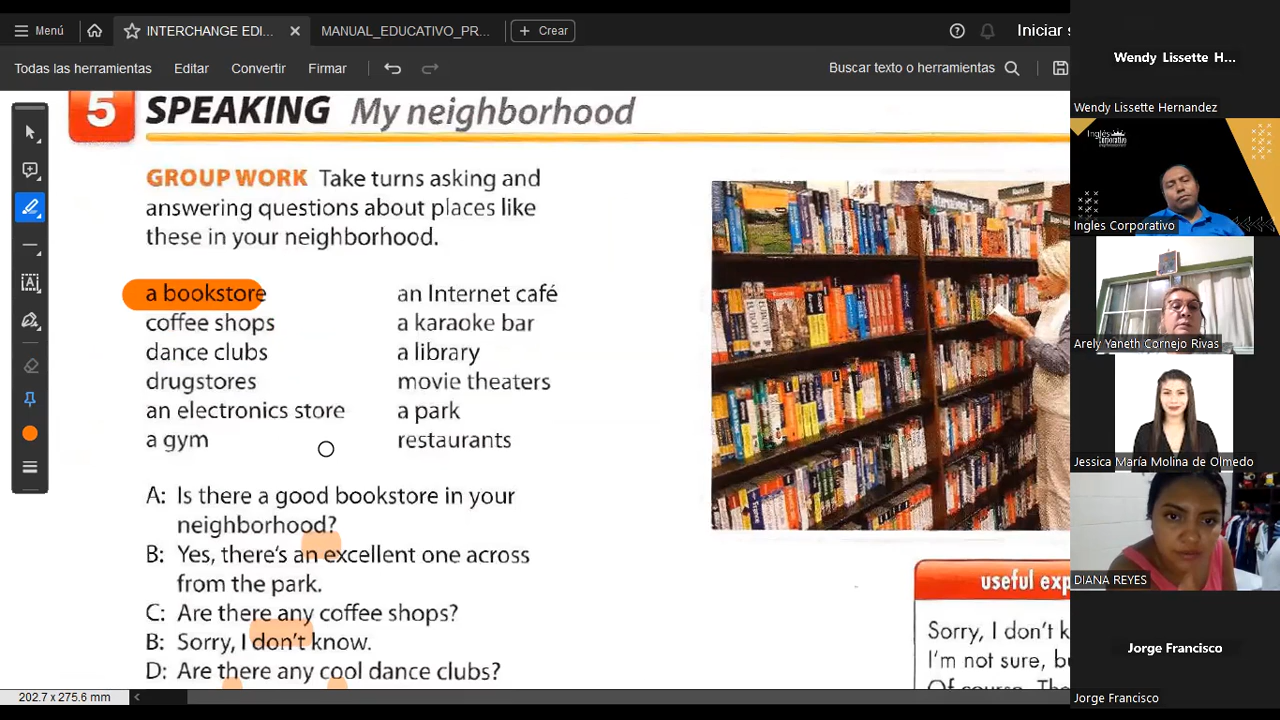 Menú
INTERCHANGE EDI...
MANUAL_EDUCATIVO_PR...
Crear
Iniciar s
Todas las herramientas
Editar
Convertir
Firmar
Buscar texto o herramientas
5 SPEAKING My neighborhood
GROUP WORK Take turns asking and
answering questions about places like
these in your neighborhood.
a bookstore
coffee shops
dance clubs
drugstores
an electronics store
a gym
an Internet café
a karaoke bar
a library
movie theaters
a park
restaurants
A: Is there a good bookstore in your
neighborhood?
B: Yes, there's an excellent one across
from the park.
C: Are there any coffee shops?
B: Sorry, I don't know.
D: Are there any cool dance clubs?
useful exp
Sorry, I don't k
I'm not sure, bu
Of course. The
202.7 x 275.6 mm
Wendy Lissette H...
Wendy Lissette Hernandez
Inglés
Corporativo
Ingles Corporativo
Arely Yaneth Cornejo Rivas
Jessica María Molina de Olmedo
DIANA REYES
Jorge Francisco
Jorge Francisco